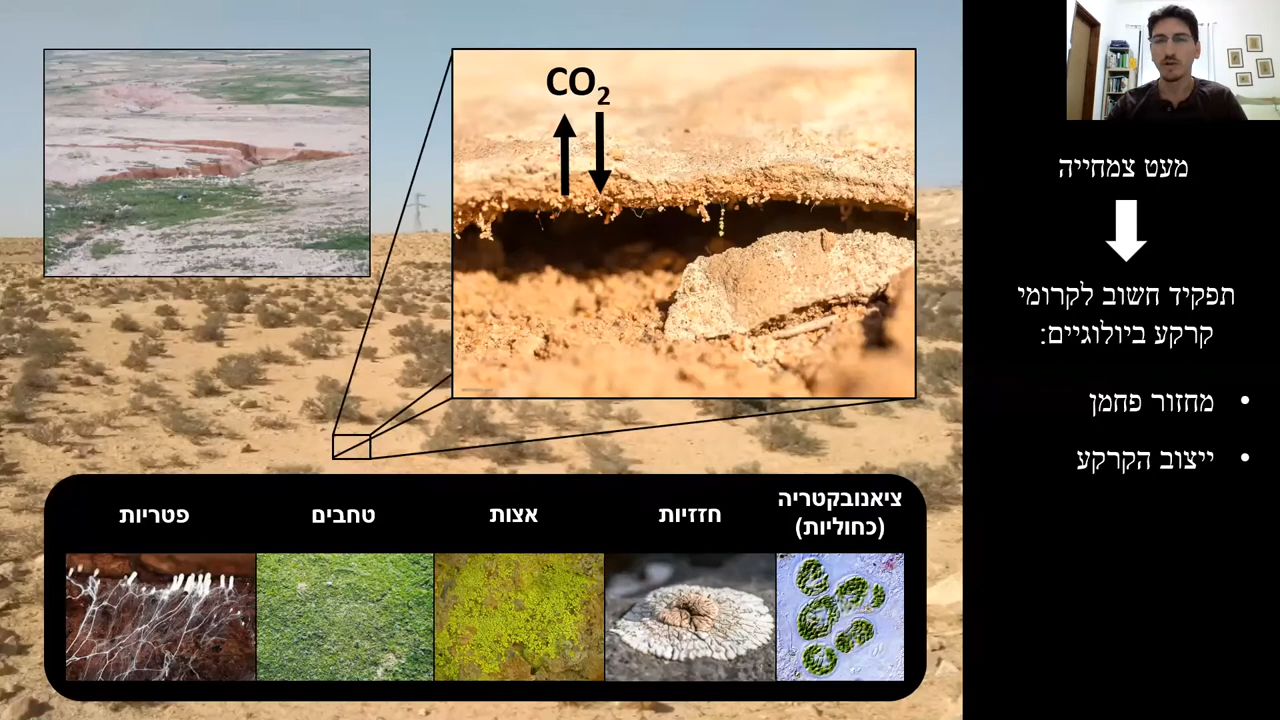 מעט צמחייה
תפקיד חשוב לקרומי
קרקע ביולוגיים:
• מחזור פחמן
• ייצוב הקרקע
CO₂
ציאנובקטריה
(כחוליות)
חזזיות
אצות
טחבים
פטריות